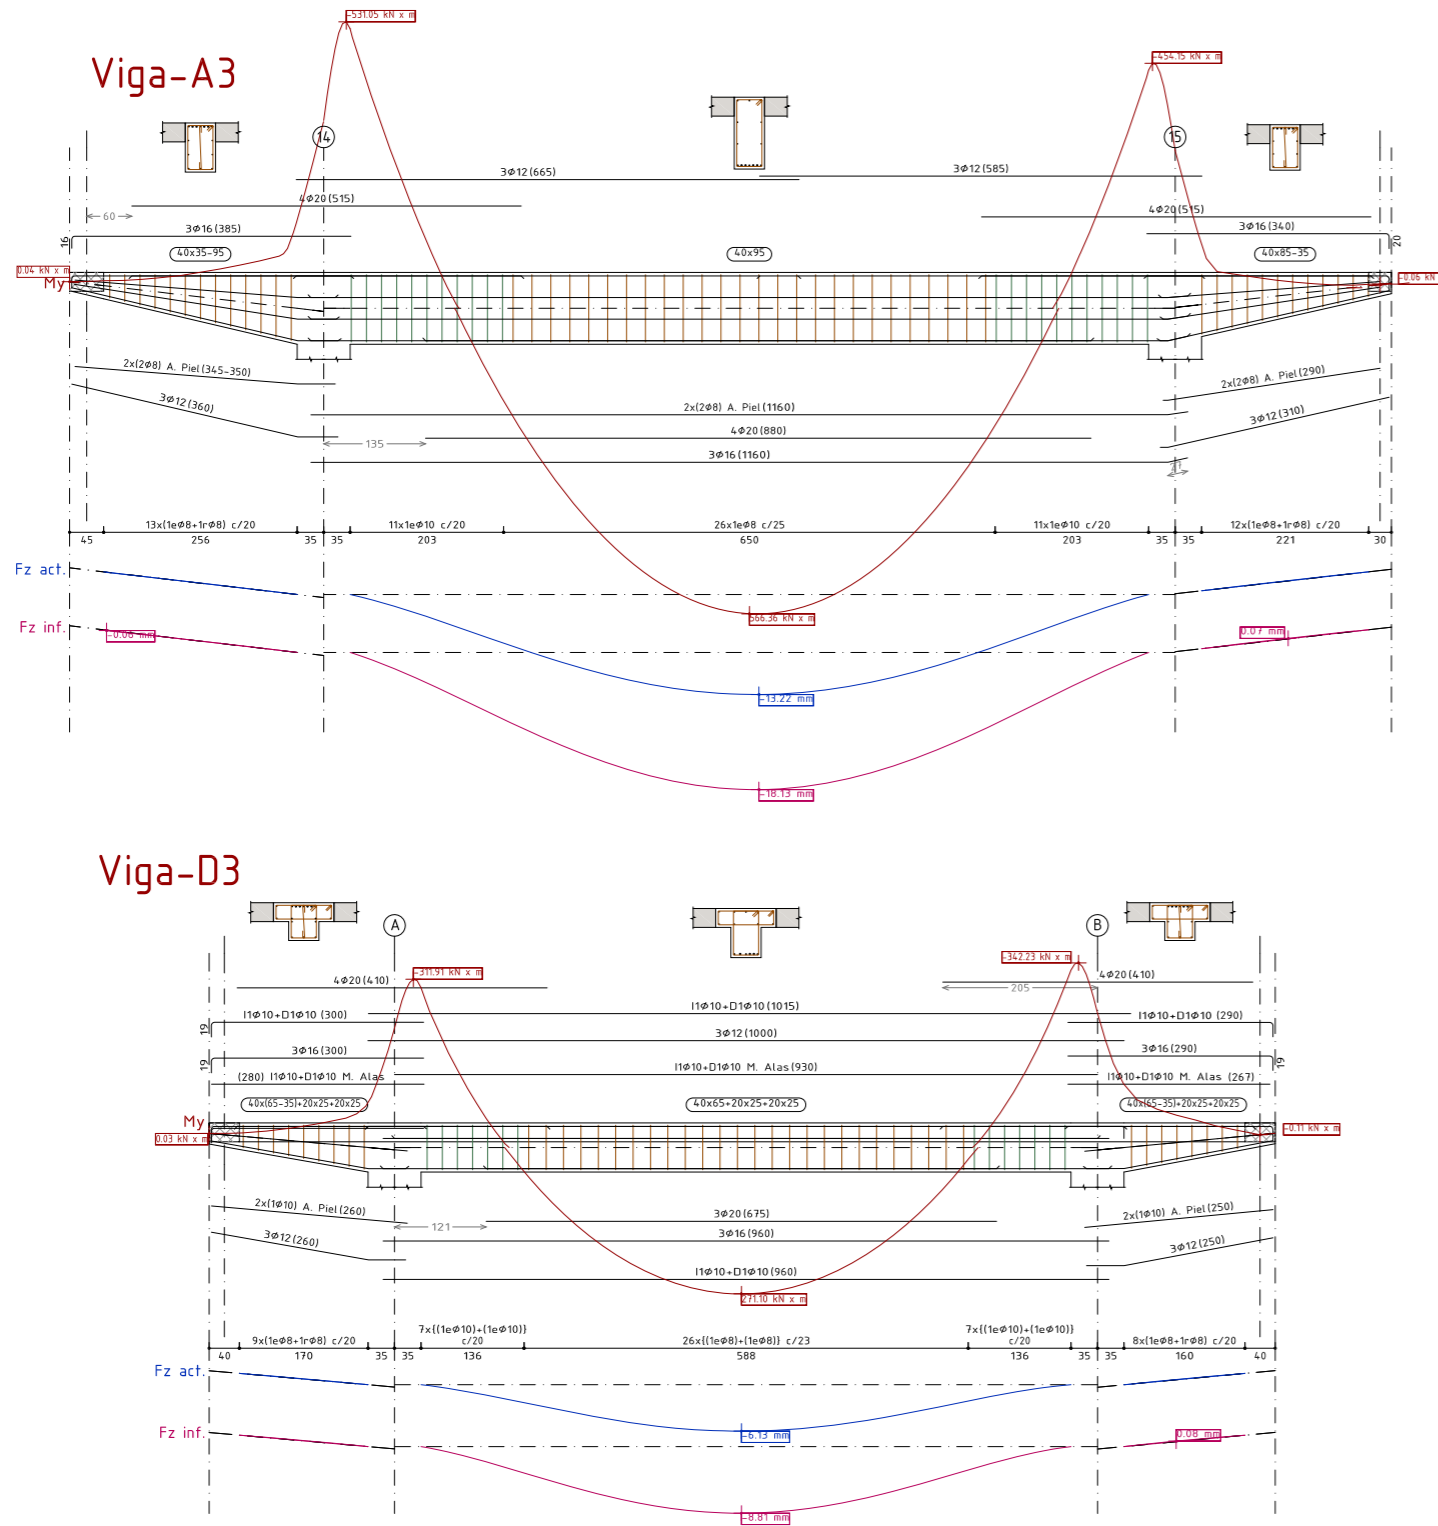 -531.05 kN x m
-454.15 kN x m
Viga-A3
14
15
3Ø12(665)
3Ø12(585)
4Ø20(515)
4Ø20(515)
60
3Ø16(385)
3Ø16(340)
16
20
40x35-95
40x95
40x85-35
0.04 kN x m
My
-0.06 kN
2x(2Ø8) A. Piel(345-350)
2x(2Ø8) A. Piel(290)
3Ø12(360)
2x(2Ø8) A. Piel(1160)
3Ø12(310)
135
4Ø20(880)
3Ø16(1160)
13x(1eØ8+1rØ8) c/20
11x1eØ10 c/20
26x1eØ8 c/25
11x1eØ10 c/20
12x(1eØ8+1rØ8) c/20
45
256
35
35
203
650
203
35
35
221
30
Fz act.
566.36 kN x m
Fz inf.
-0.06 mm
0.07 mm
-13.22 mm
-18.13 mm
Viga-D3
A
B
-342.23 kN x m
-311.91 kN x m
4Ø20(410)
4Ø20(410)
205
I1Ø10+D1Ø10(1015)
I1Ø10+D1Ø10 (300)
I1Ø10+D1Ø10 (290)
19
3Ø12(1000)
3Ø16(300)
3Ø16(290)
19
19
I1Ø10+D1Ø10 M. Alas(930)
(280) I1Ø10+D1Ø10 M. Alas
I1Ø10+D1Ø10 M. Alas (267)
40x(65-35)+20x25+20x25
40x65+20x25+20x25
40x(65-35)+20x25+20x25
My
0.03 kN x m
-0.11 kN x m
2x(1Ø10) A. Piel(260)
3Ø20(675)
2x(1Ø10) A. Piel(250)
121
3Ø16(960)
3Ø12(260)
3Ø12(250)
I1Ø10+D1Ø10(960)
271.10 kN x m
9x(1eØ8+1rØ8) c/20
7x{(1eØ10)+(1eØ10)}
c/20
26x{(1eØ8)+(1eØ8)} c/23
7x{(1eØ10)+(1eØ10)}
c/20
8x(1eØ8+1rØ8) c/20
40
170
35
35
136
588
136
35
35
160
40
Fz act.
-6.13 mm
Fz inf.
0.08 mm
-8.81 mm